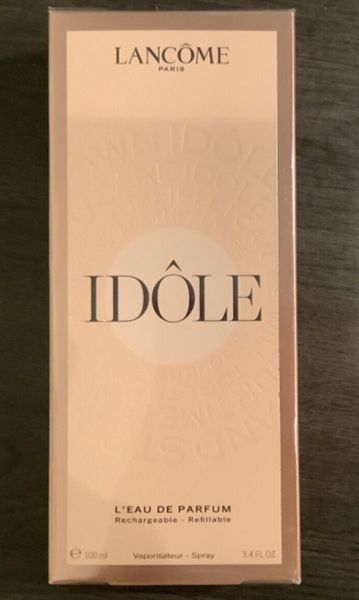 LANCÔME
PARIS
IDÔLE
L'EAU DE PARFUM
Rechargeable - Refillable
℮ 100 ml Vaporisateur - Spray 3.4 FL.OZ.